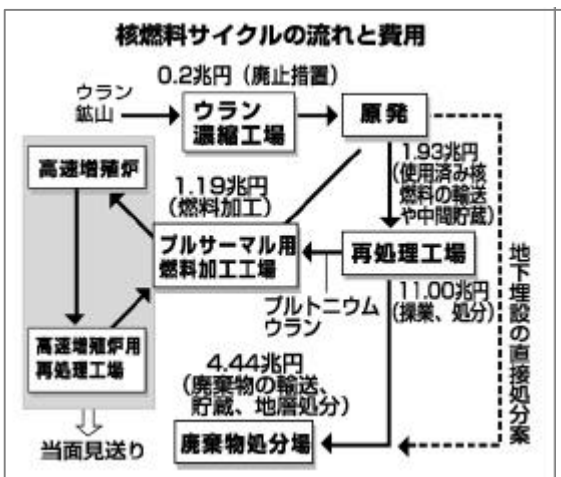 核燃料サイクルの流れと費用
0.2兆円（廃止措置）
ウラン
鉱山
ウラン
濃縮工場
原発
高速増殖炉
1.19兆円
（燃料加工）
1.93兆円
（使用済み核
燃料の輸送
や中間貯蔵）
プルサーマル用
燃料加工工場
再処理工場
プルトニウム
ウラン
11.00兆円
（操業、処分）
地下埋設の直接処分案
高速増殖炉用
再処理工場
4.44兆円
（廃棄物の輸送、
貯蔵、地層処分）
当面見送り
廃棄物処分場